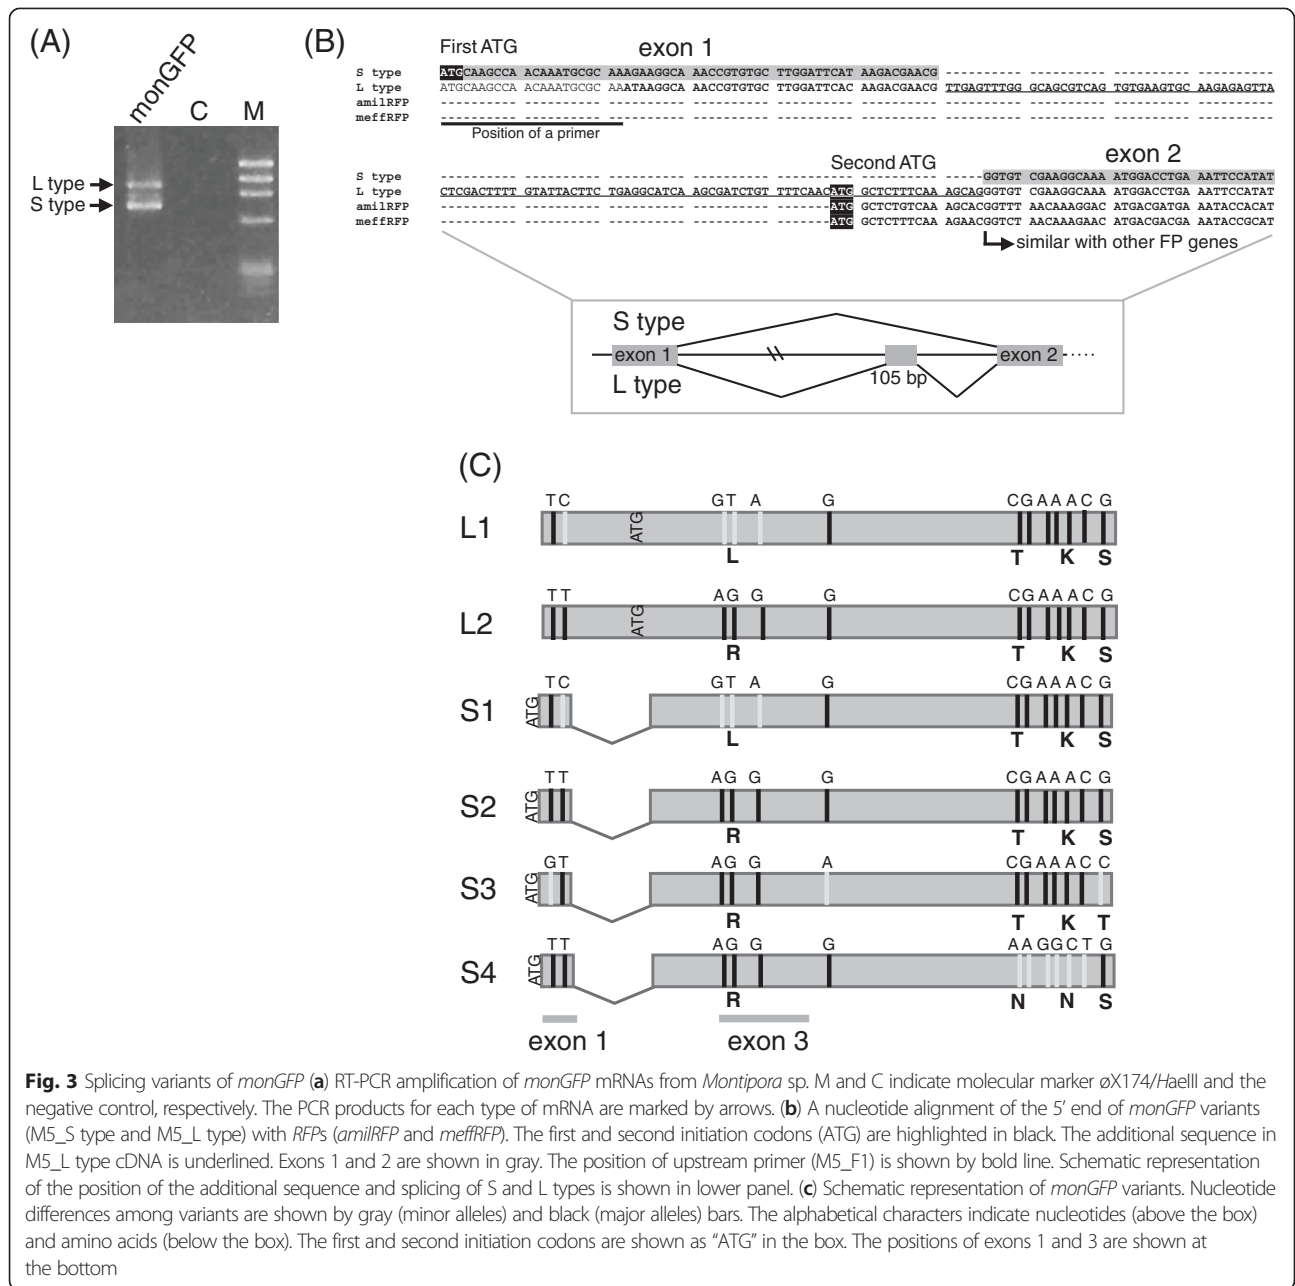 (A)
monGFP
C
M
L type
S type
(B)
First ATG
exon 1
S type ATGCAAGCCA ACAAATGCGC AAAGAAGGCA AACCGTGTGC TTGGATTCAT AAGACGAACG ---------- ---------- ---------- ----------
L type ATGCAAGCCA ACAAATGCGC AAATAAGGCA AACCGTGTGC TTGGATTCAC AAGACGAACG TTGAGTTTGG GCAGCGTCAG TGTGAAGTGC AAGAGAGTTA
amilRFP ---------- ---------- ---------- ---------- ---------- ---------- ---------- ---------- ---------- ----------
meffRFP ---------- ---------- ---------- ---------- ---------- ---------- ---------- ---------- ---------- ----------
Position of a primer
Second ATG
exon 2
S type ---------- ---------- ---------- ---------- ---------- ---------- -----GGTGT CGAAGGCAAA ATGGACCTGA AATTCCATAT
L type CTCGACTTTT GTATTACTTC TGAGGCATCA AGCGATCTGT TTTCAACATG GCTCTTTCAA AGCAGGGTGT CGAAGGCAAA ATGGACCTGA AATTCCATAT
amilRFP ---------- ---------- ---------- ---------- -------ATG GCTCTGTCAA AGCACGGTTT AACAAAGGAC ATGACGATGA AATACCACAT
meffRFP ---------- ---------- ---------- ---------- -------ATG GCTCTTTCAA AGAACGGTCT AACAAAGAAC ATGACGACGA AATACCGCAT
similar with other FP genes
S type
exon 1
exon 2
105 bp
L type
(C)
T C G T A G C G A A A C G
L1 ATG
L T K S
T T A G G G C G A A A C G
L2 ATG
R T K S
T C G T A G C G A A A C G
S1 ATG
L T K S
T T A G G G C G A A A C G
S2 ATG
R T K S
G T A G G A C G A A A C C
S3 ATG
R T K T
T T A G G G A A G G C T G
S4 ATG
R N N S
exon 1
exon 3
Fig. 3 Splicing variants of monGFP (a) RT-PCR amplification of monGFP mRNAs from Montipora sp. M and C indicate molecular marker øX174/HaeIII and the
negative control, respectively. The PCR products for each type of mRNA are marked by arrows. (b) A nucleotide alignment of the 5′ end of monGFP variants
(M5_S type and M5_L type) with RFPs (amilRFP and meffRFP). The first and second initiation codons (ATG) are highlighted in black. The additional sequence in
M5_L type cDNA is underlined. Exons 1 and 2 are shown in gray. The position of upstream primer (M5_F1) is shown by bold line. Schematic representation
of the position of the additional sequence and splicing of S and L types is shown in lower panel. (c) Schematic representation of monGFP variants. Nucleotide
differences among variants are shown by gray (minor alleles) and black (major alleles) bars. The alphabetical characters indicate nucleotides (above the box)
and amino acids (below the box). The first and second initiation codons are shown as "ATG" in the box. The positions of exons 1 and 3 are shown at
the bottom